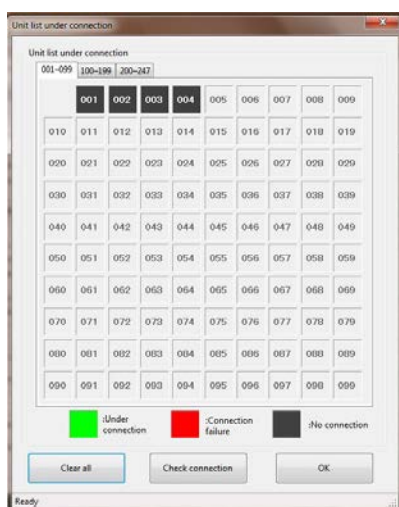 Unit list under connection
Unit list under connection
001-099 100-199 200-247
001 002 003 004 005 006 007 008 009
010 011 012 013 014 015 016 017 018 019
020 021 022 023 024 025 026 027 028 029
030 031 032 033 034 035 036 037 038 039
040 041 042 043 044 045 046 047 048 049
050 051 052 053 054 055 056 057 058 059
060 061 062 063 064 065 066 067 068 069
070 071 072 073 074 075 076 077 078 079
080 081 082 083 084 085 086 087 088 089
090 091 092 093 094 095 096 097 098 099
:Under :Connection
connection failure :No connection
Clear all Check connection OK
Ready